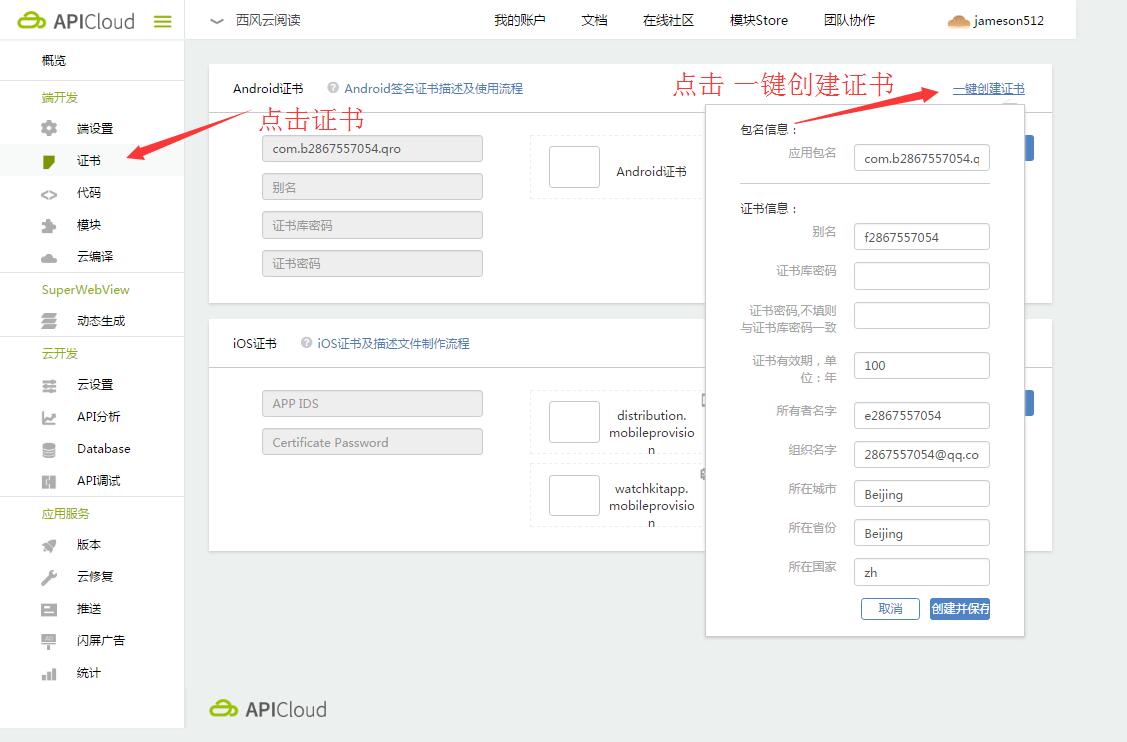 APICloud
西风云阅读
我的账户
文档
在线社区
模块Store
团队协作
jameson512
概览
端开发
端设置
证书
代码
模块
云编译
SuperWebView
动态生成
云开发
云设置
API分析
Database
API调试
应用服务
版本
云修复
推送
闪屏广告
统计
Android证书
Android签名证书描述及使用流程
点击 一键创建证书
一键创建证书
点击证书
com.b2867557054.qro
别名
证书库密码
证书密码
Android证书
iOS证书
iOS证书及描述文件制作流程
APP IDS
Certificate Password
distribution.
mobileprovisio
n
watchkitapp.
mobileprovisio
n
包名信息：
应用包名
com.b2867557054.q
证书信息：
别名
f2867557054
证书库密码
证书密码,不填则
与证书库密码一致
证书有效期，单
位：年
100
所有者名字
e2867557054
组织名字
2867557054@qq.co
所在城市
Beijing
所在省份
Beijing
所在国家
zh
取消
创建并保存
APICloud